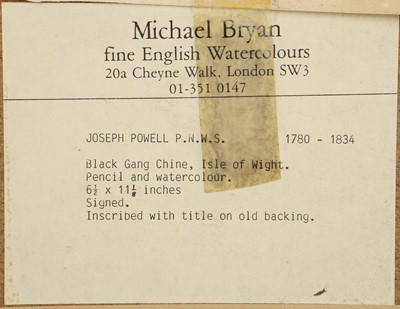 Michael Bryan
fine English Watercolours
20a Cheyne Walk, London SW3
01-351 0147
JOSEPH POWELL P.N.W.S. 1780 - 1834
Black Gang Chine, Isle of Wight.
Pencil and watercolour.
6½ x 11⅛ inches
Signed.
Inscribed with title on old backing.